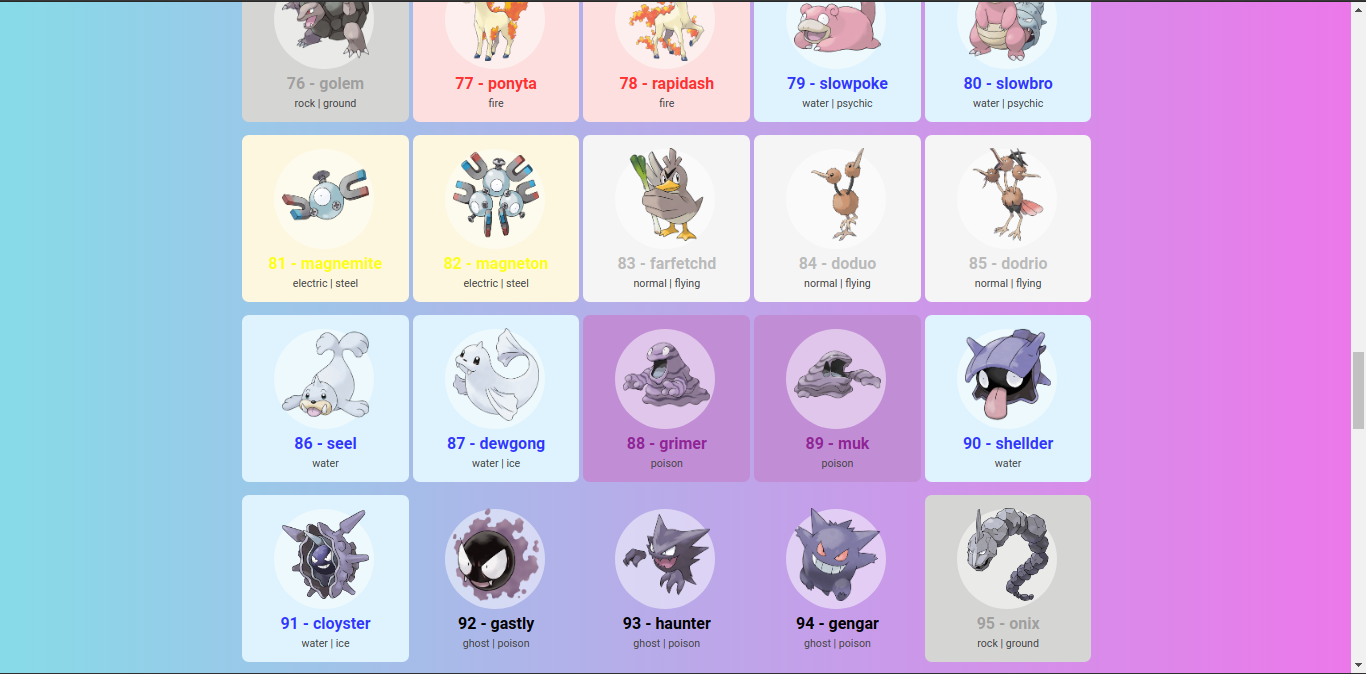 76 - golem
rock | ground
77 - ponyta
fire
78 - rapidash
fire
79 - slowpoke
water | psychic
80 - slowbro
water | psychic
81 - magnemite
electric | steel
82 - magneton
electric | steel
83 - farfetchd
normal | flying
84 - doduo
normal | flying
85 - dodrio
normal | flying
86 - seel
water
87 - dewgong
water | ice
88 - grimer
poison
89 - muk
poison
90 - shellder
water
91 - cloyster
water | ice
92 - gastly
ghost | poison
93 - haunter
ghost | poison
94 - gengar
ghost | poison
95 - onix
rock | ground